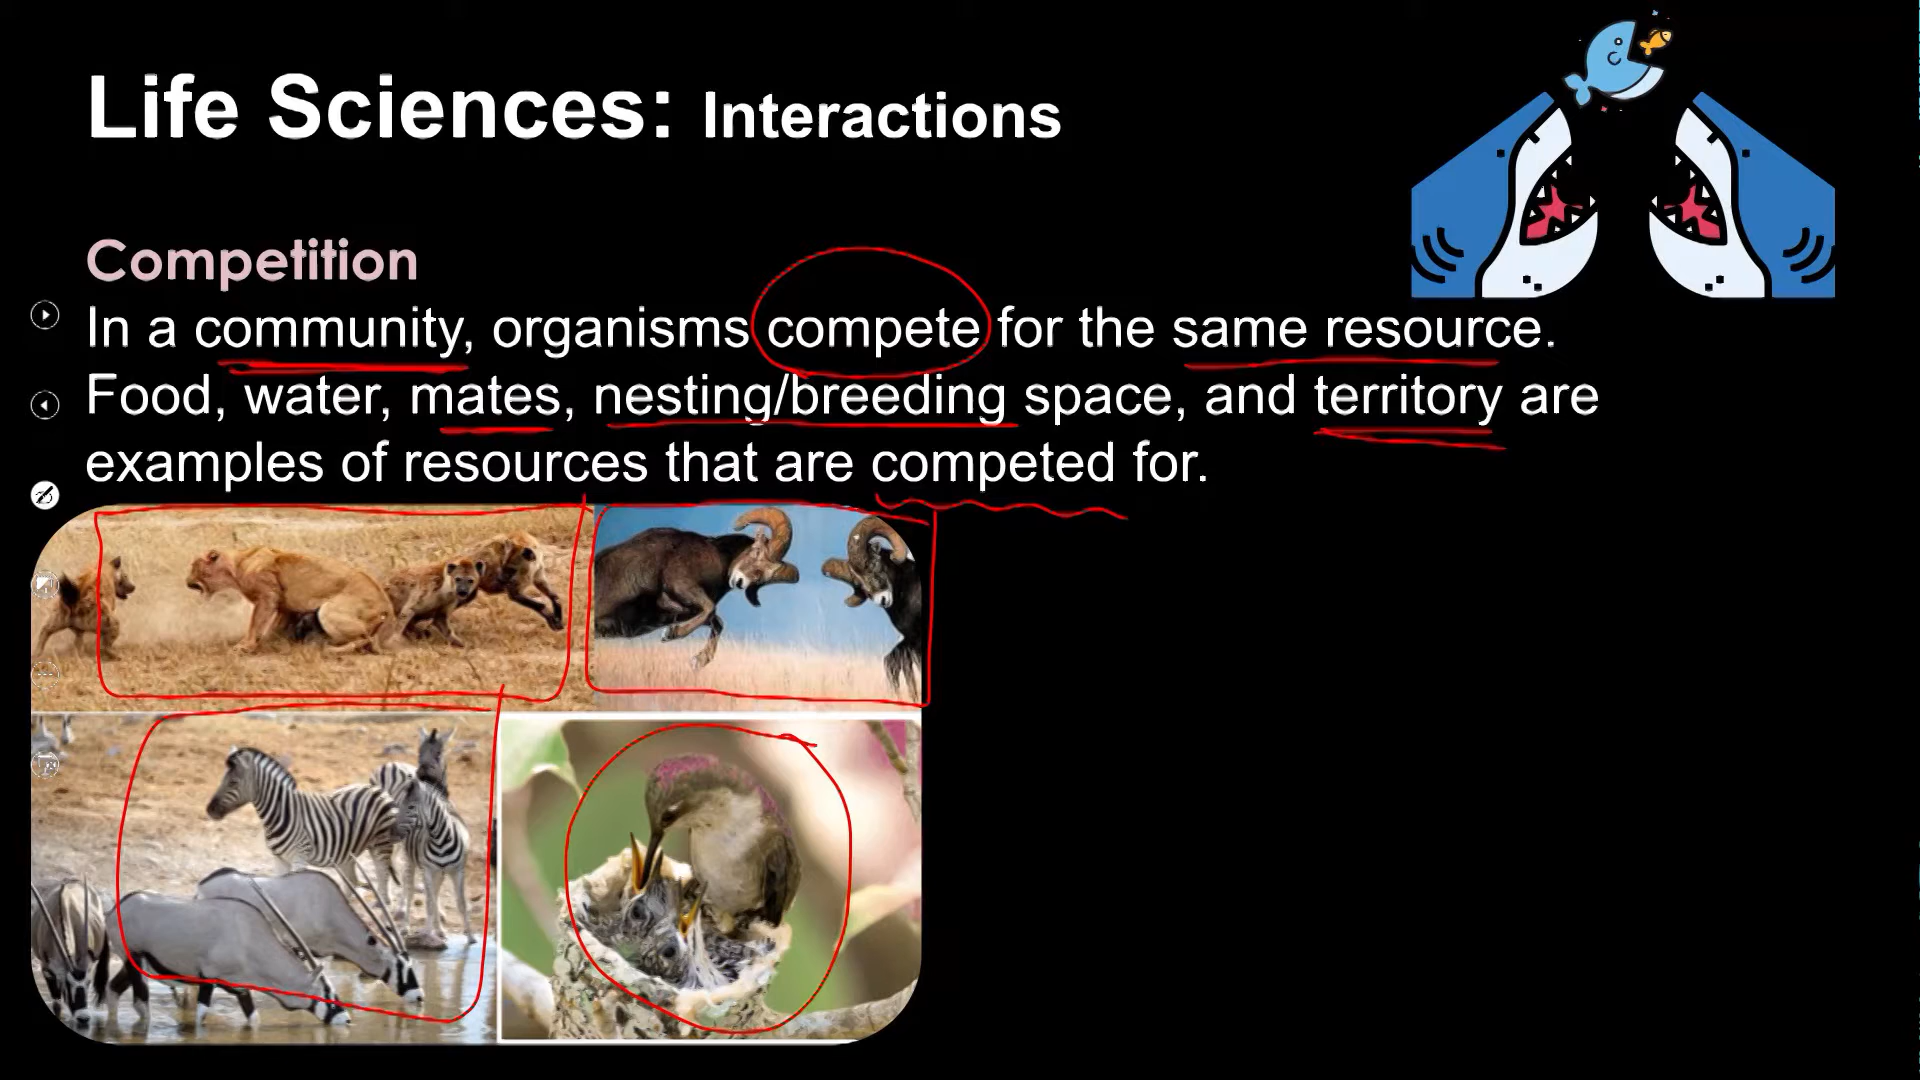 Life Sciences: Interactions
Competition
In a community, organisms compete for the same resource.
Food, water, mates, nesting/breeding space, and territory are
examples of resources that are competed for.